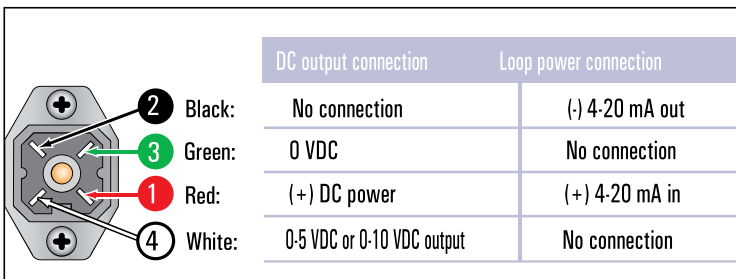 DC output connection Loop power connection
2 Black: No connection (-) 4-20 mA out
3 Green: 0 VDC No connection
1 Red: (+) DC power (+) 4-20 mA in
4 White: 0-5 VDC or 0-10 VDC output No connection